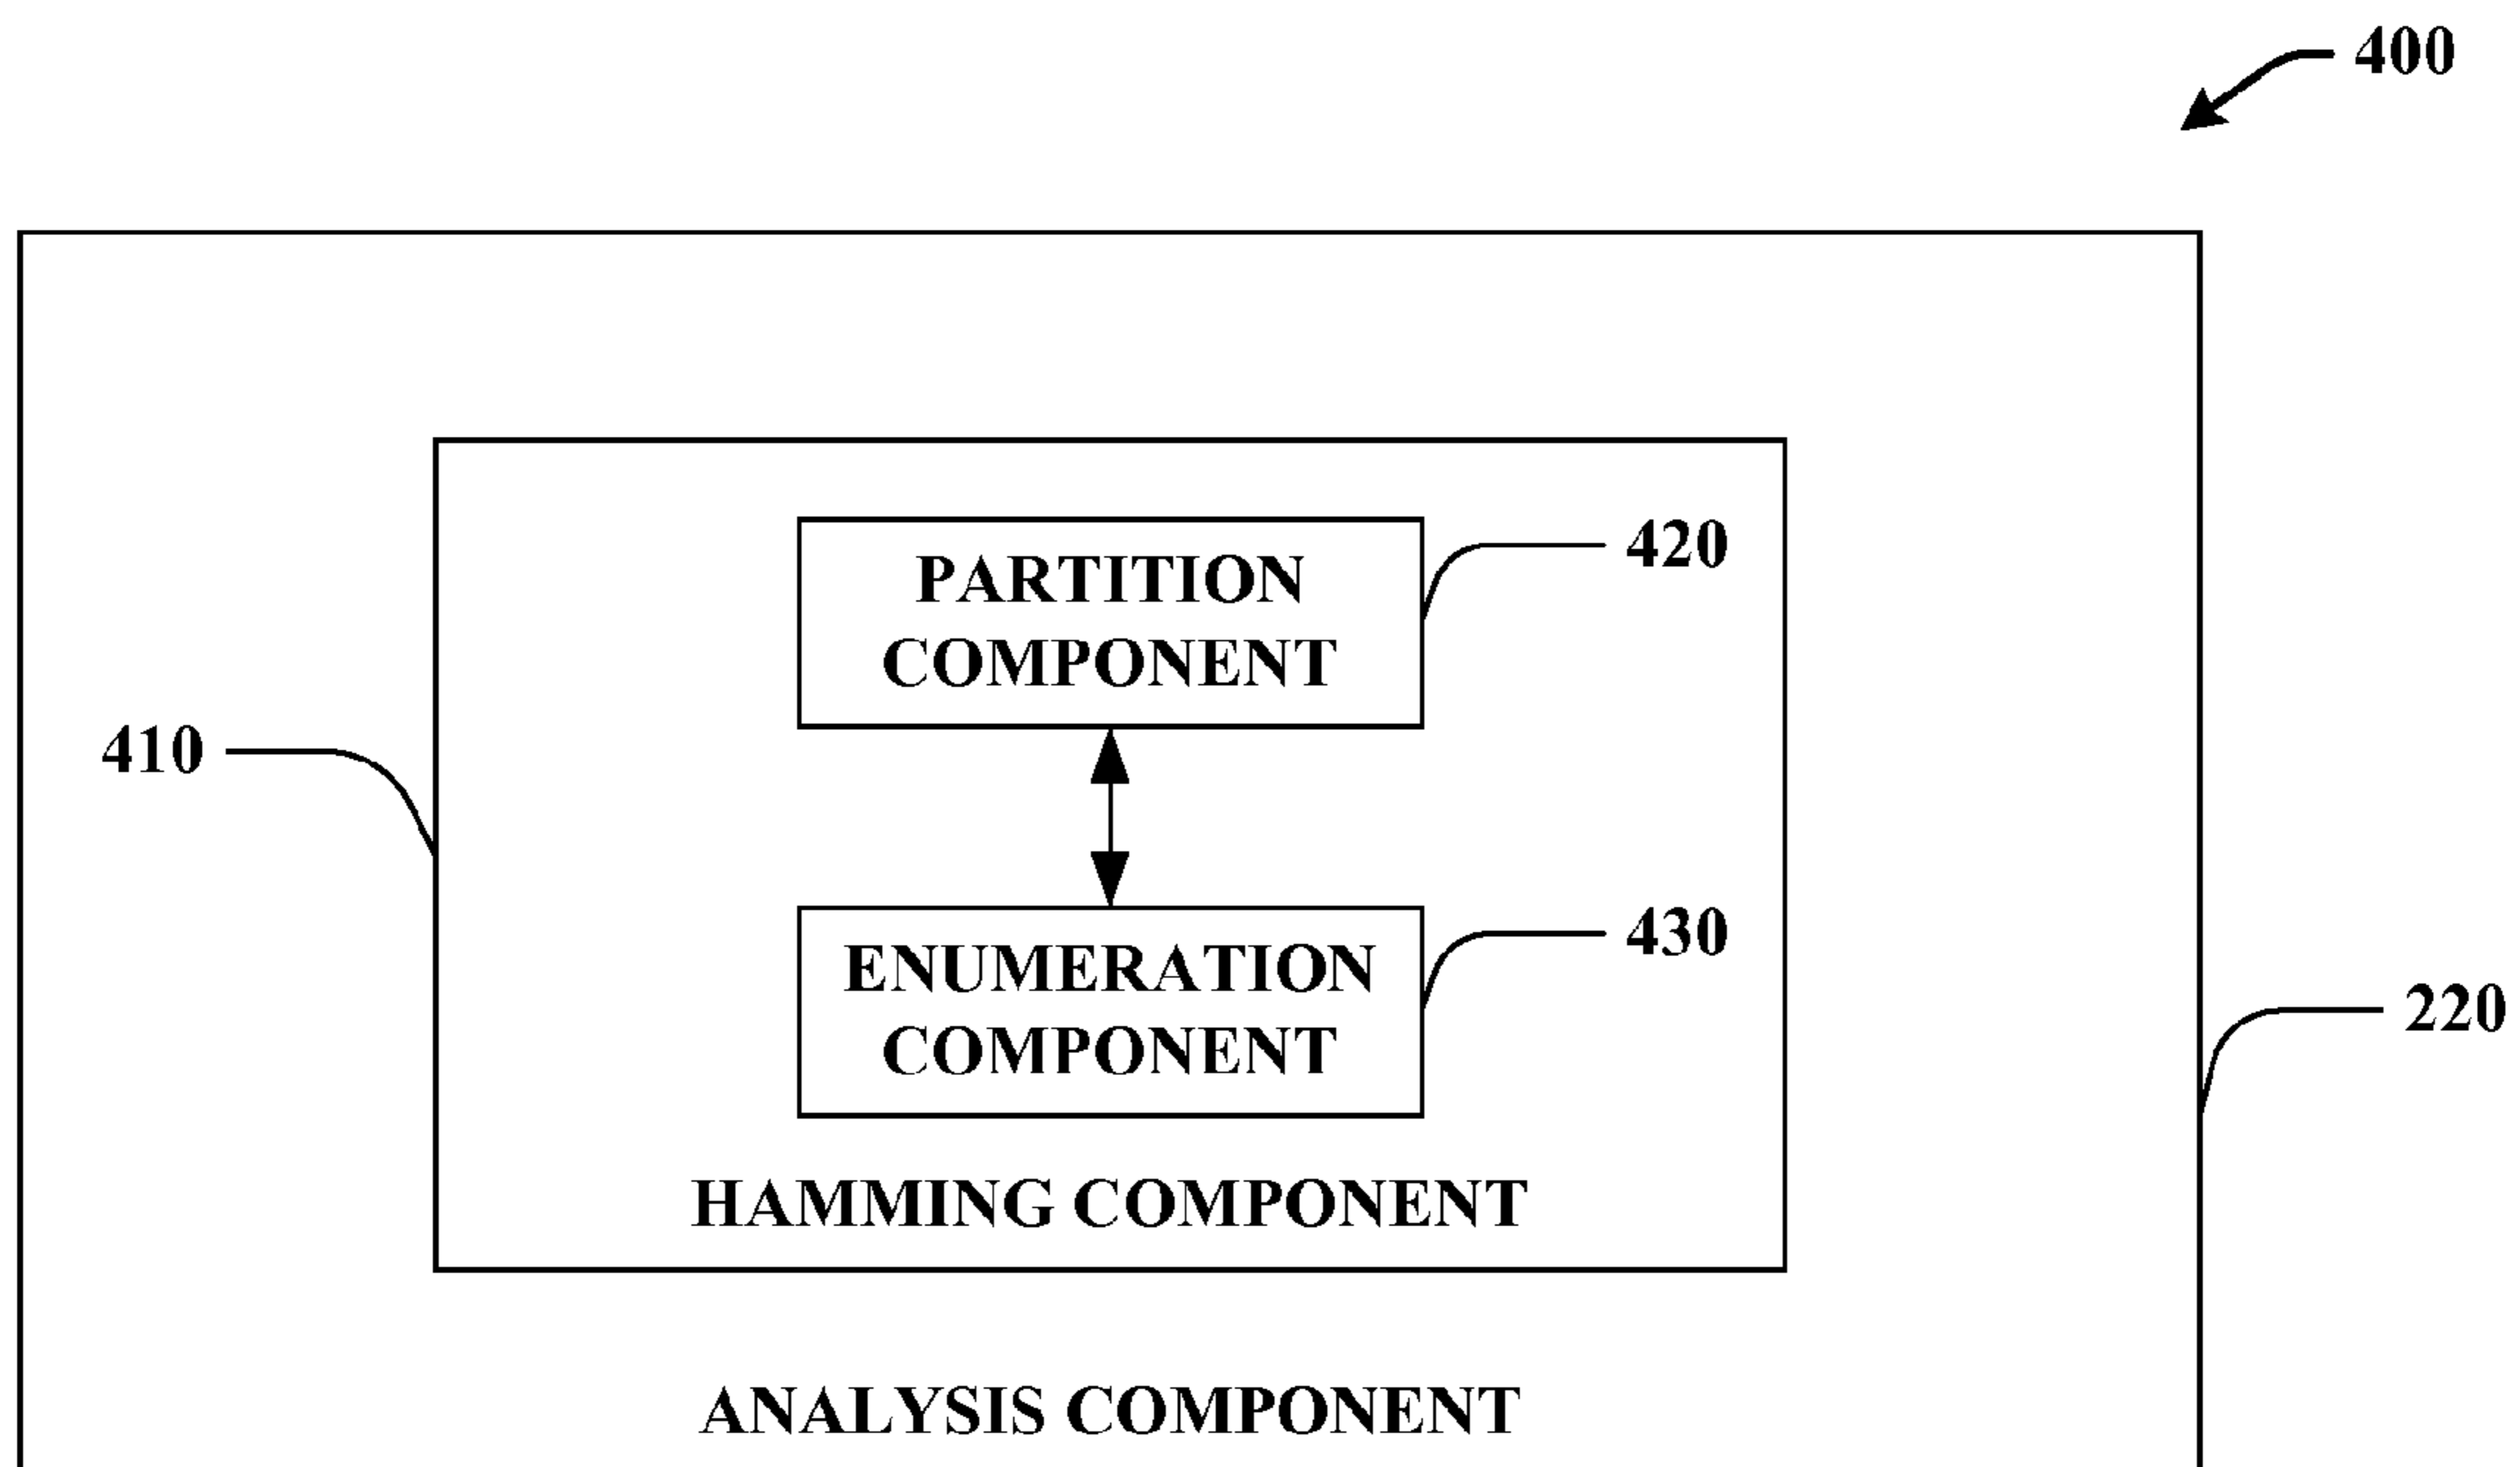 400
PARTITION
COMPONENT
420
410
ENUMERATION
COMPONENT
430
220
HAMMING COMPONENT
ANALYSIS COMPONENT